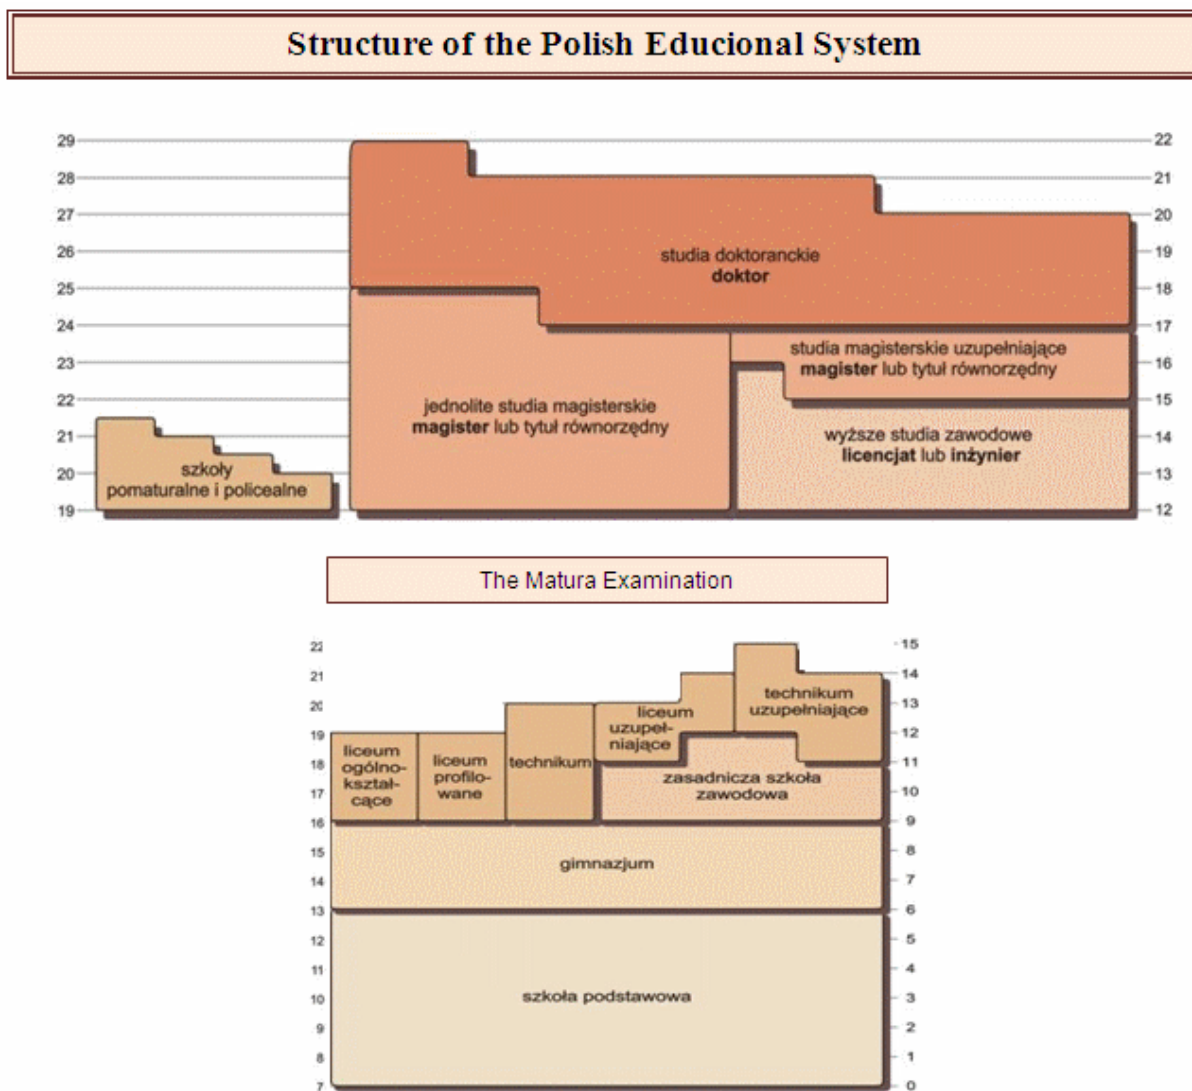 Structure of the Polish Educional System
29
22
28
21
27
20
26
19
25
18
24
17
23
16
22
15
21
14
20
13
19
12
studia doktoranckie
doktor
studia magisterskie uzupełniające
magister lub tytuł równorzędny
jednolite studia magisterskie
magister lub tytuł równorzędny
wyższe studia zawodowe
licencjat lub inżynier
szkoły
pomaturalne i policealne
The Matura Examination
22
15
21
14
20
13
19
12
18
11
17
10
16
9
15
8
14
7
13
6
12
5
11
4
10
3
9
2
8
1
7
0
liceum
ogólno-
kształ-
cące
liceum
profilo-
wane
technikum
liceum
uzupeł-
niające
technikum
uzupełniające
zasadnicza szkoła
zawodowa
gimnazjum
szkoła podstawowa